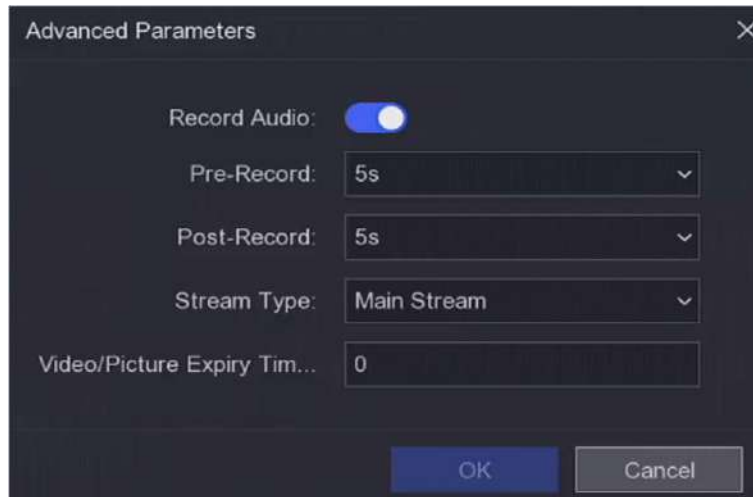 Advanced Parameters
Record Audio:
Pre-Record: 5s
Post-Record: 5s
Stream Type: Main Stream
Video/Picture Expiry Tim... 0
OK Cancel